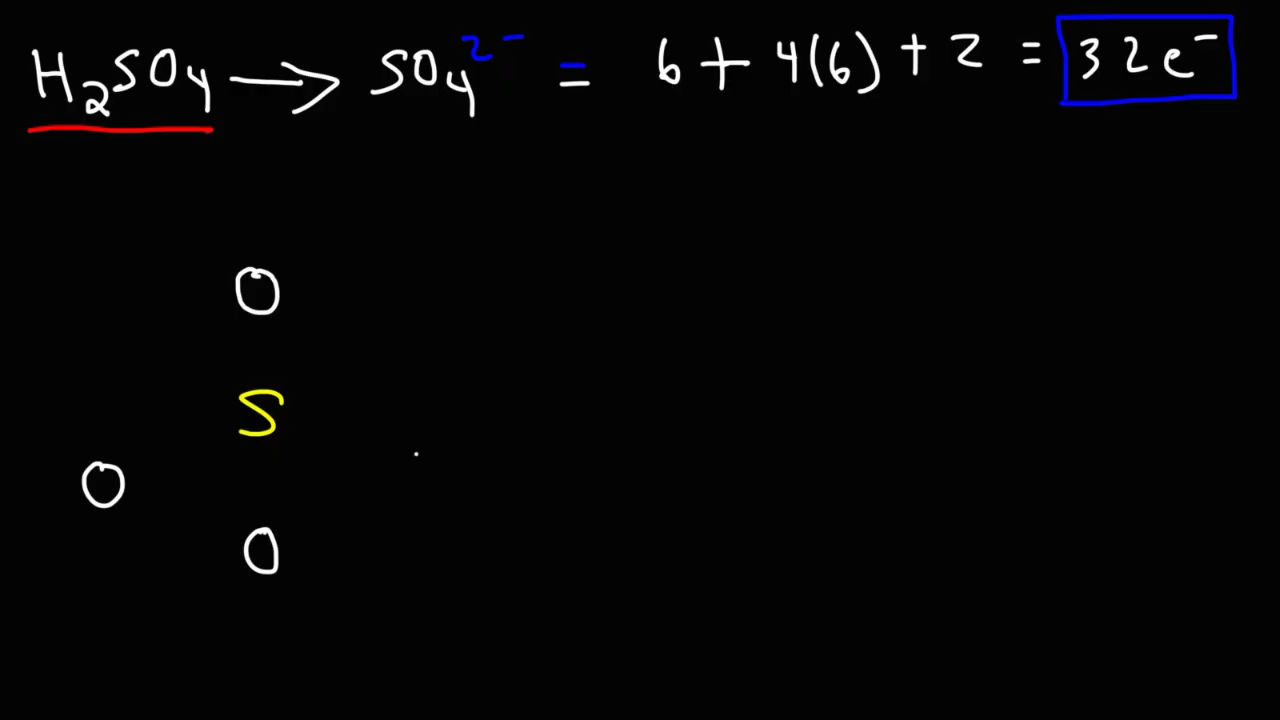 H₂SO₄ → SO₄²⁻ = 6 + 4(6) + 2 = 32e⁻
O
S
O
O